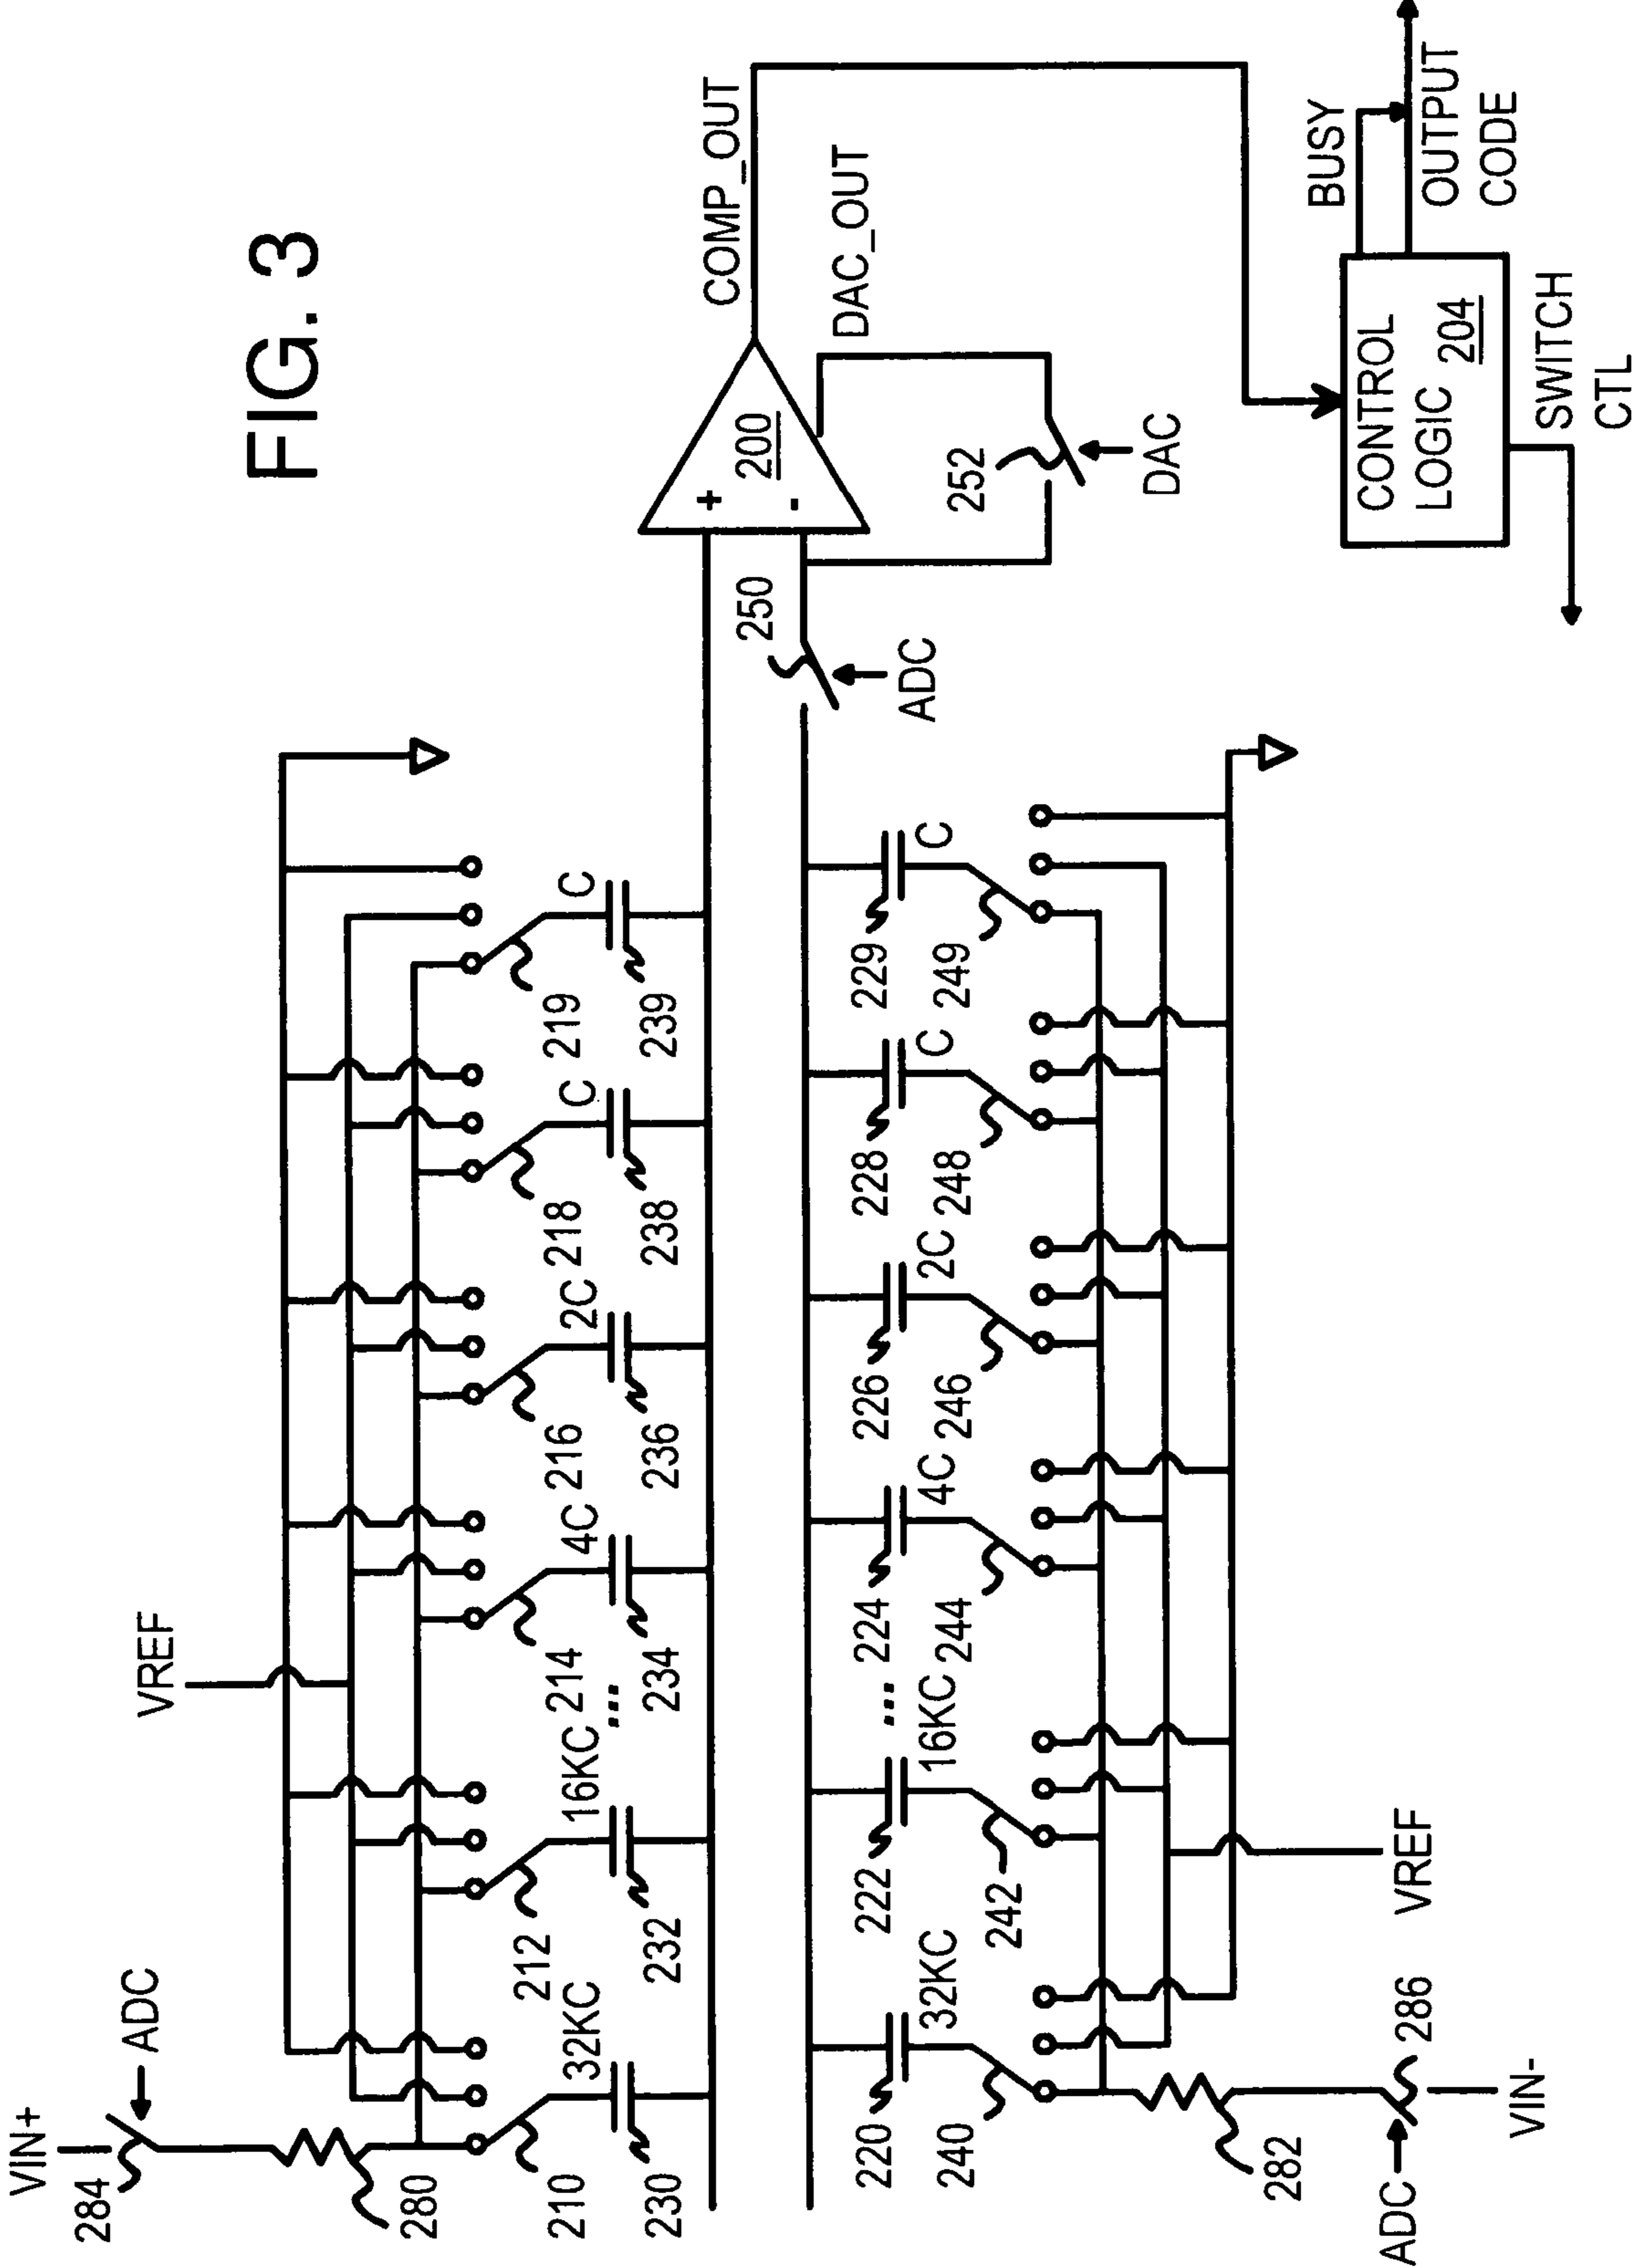 FIG. 3
VIN+
284
ADC
280
VREF
210
32KC
230
212
16KC
232
214
4C
234
...
216
2C
236
218
C
238
219
C
239
COMP_OUT
DAC_OUT
+
-
200
250
ADC
252
DAC
220
32KC
240
222
16KC
242
...
224
4C
244
226
2C
246
228
C
248
229
C
249
282
286
ADC
VIN-
VREF
CONTROL
LOGIC 204
BUSY
OUTPUT
CODE
SWITCH
CTL